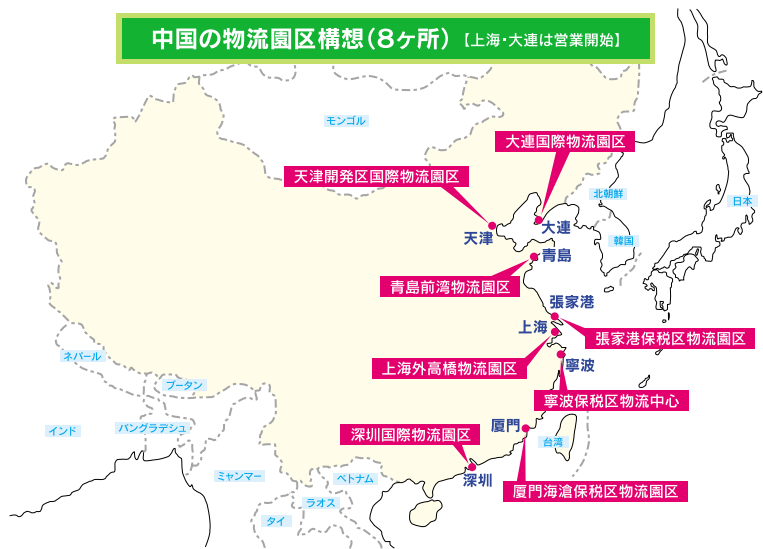 中国の物流園区構想（8ヶ所）【上海・大連は営業開始】
モンゴル
大連国際物流園区
天津開発区国際物流園区
北朝鮮
日本
大連
天津
韓国
青島
青島前湾物流園区
張家港
上海
張家港保税区物流園区
ネパール
上海外高橋物流園区
寧波
ブータン
寧波保税区物流中心
インド
バングラデシュ
厦門
深圳国際物流園区
台湾
ミャンマー
ベトナム
深圳
厦門海滄保税区物流園区
ラオス
タイ